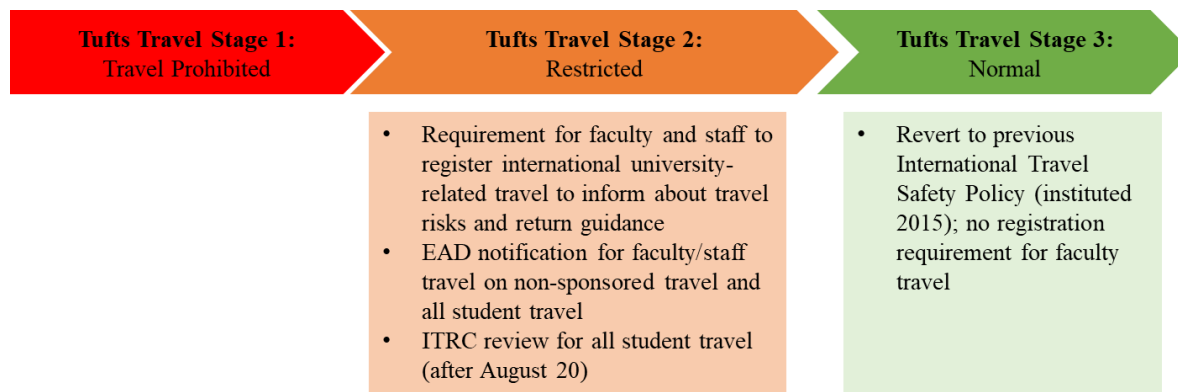 Tufts Travel Stage 1:
Travel Prohibited
Tufts Travel Stage 2:
Restricted
Tufts Travel Stage 3:
Normal
• Requirement for faculty and staff to
register international university-
related travel to inform about travel
risks and return guidance
• EAD notification for faculty/staff
travel on non-sponsored travel and
all student travel
• ITRC review for all student travel
(after August 20)
• Revert to previous
International Travel
Safety Policy (instituted
2015); no registration
requirement for faculty
travel